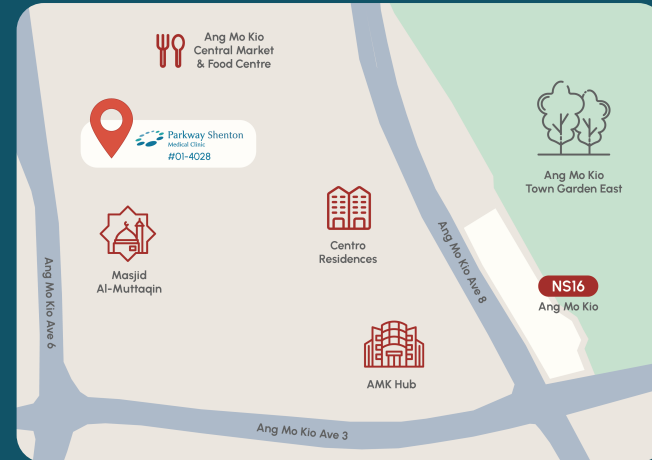 Ang Mo Kio
Central Market
& Food Centre
Parkway Shenton
Medical Clinic
#01-4028
Ang Mo Kio
Town Garden East
Masjid
Al-Muttaqin
Centro
Residences
Ang Mo Kio Ave 8
Ang Mo Kio Ave 6
NS16
Ang Mo Kio
AMK Hub
Ang Mo Kio Ave 3